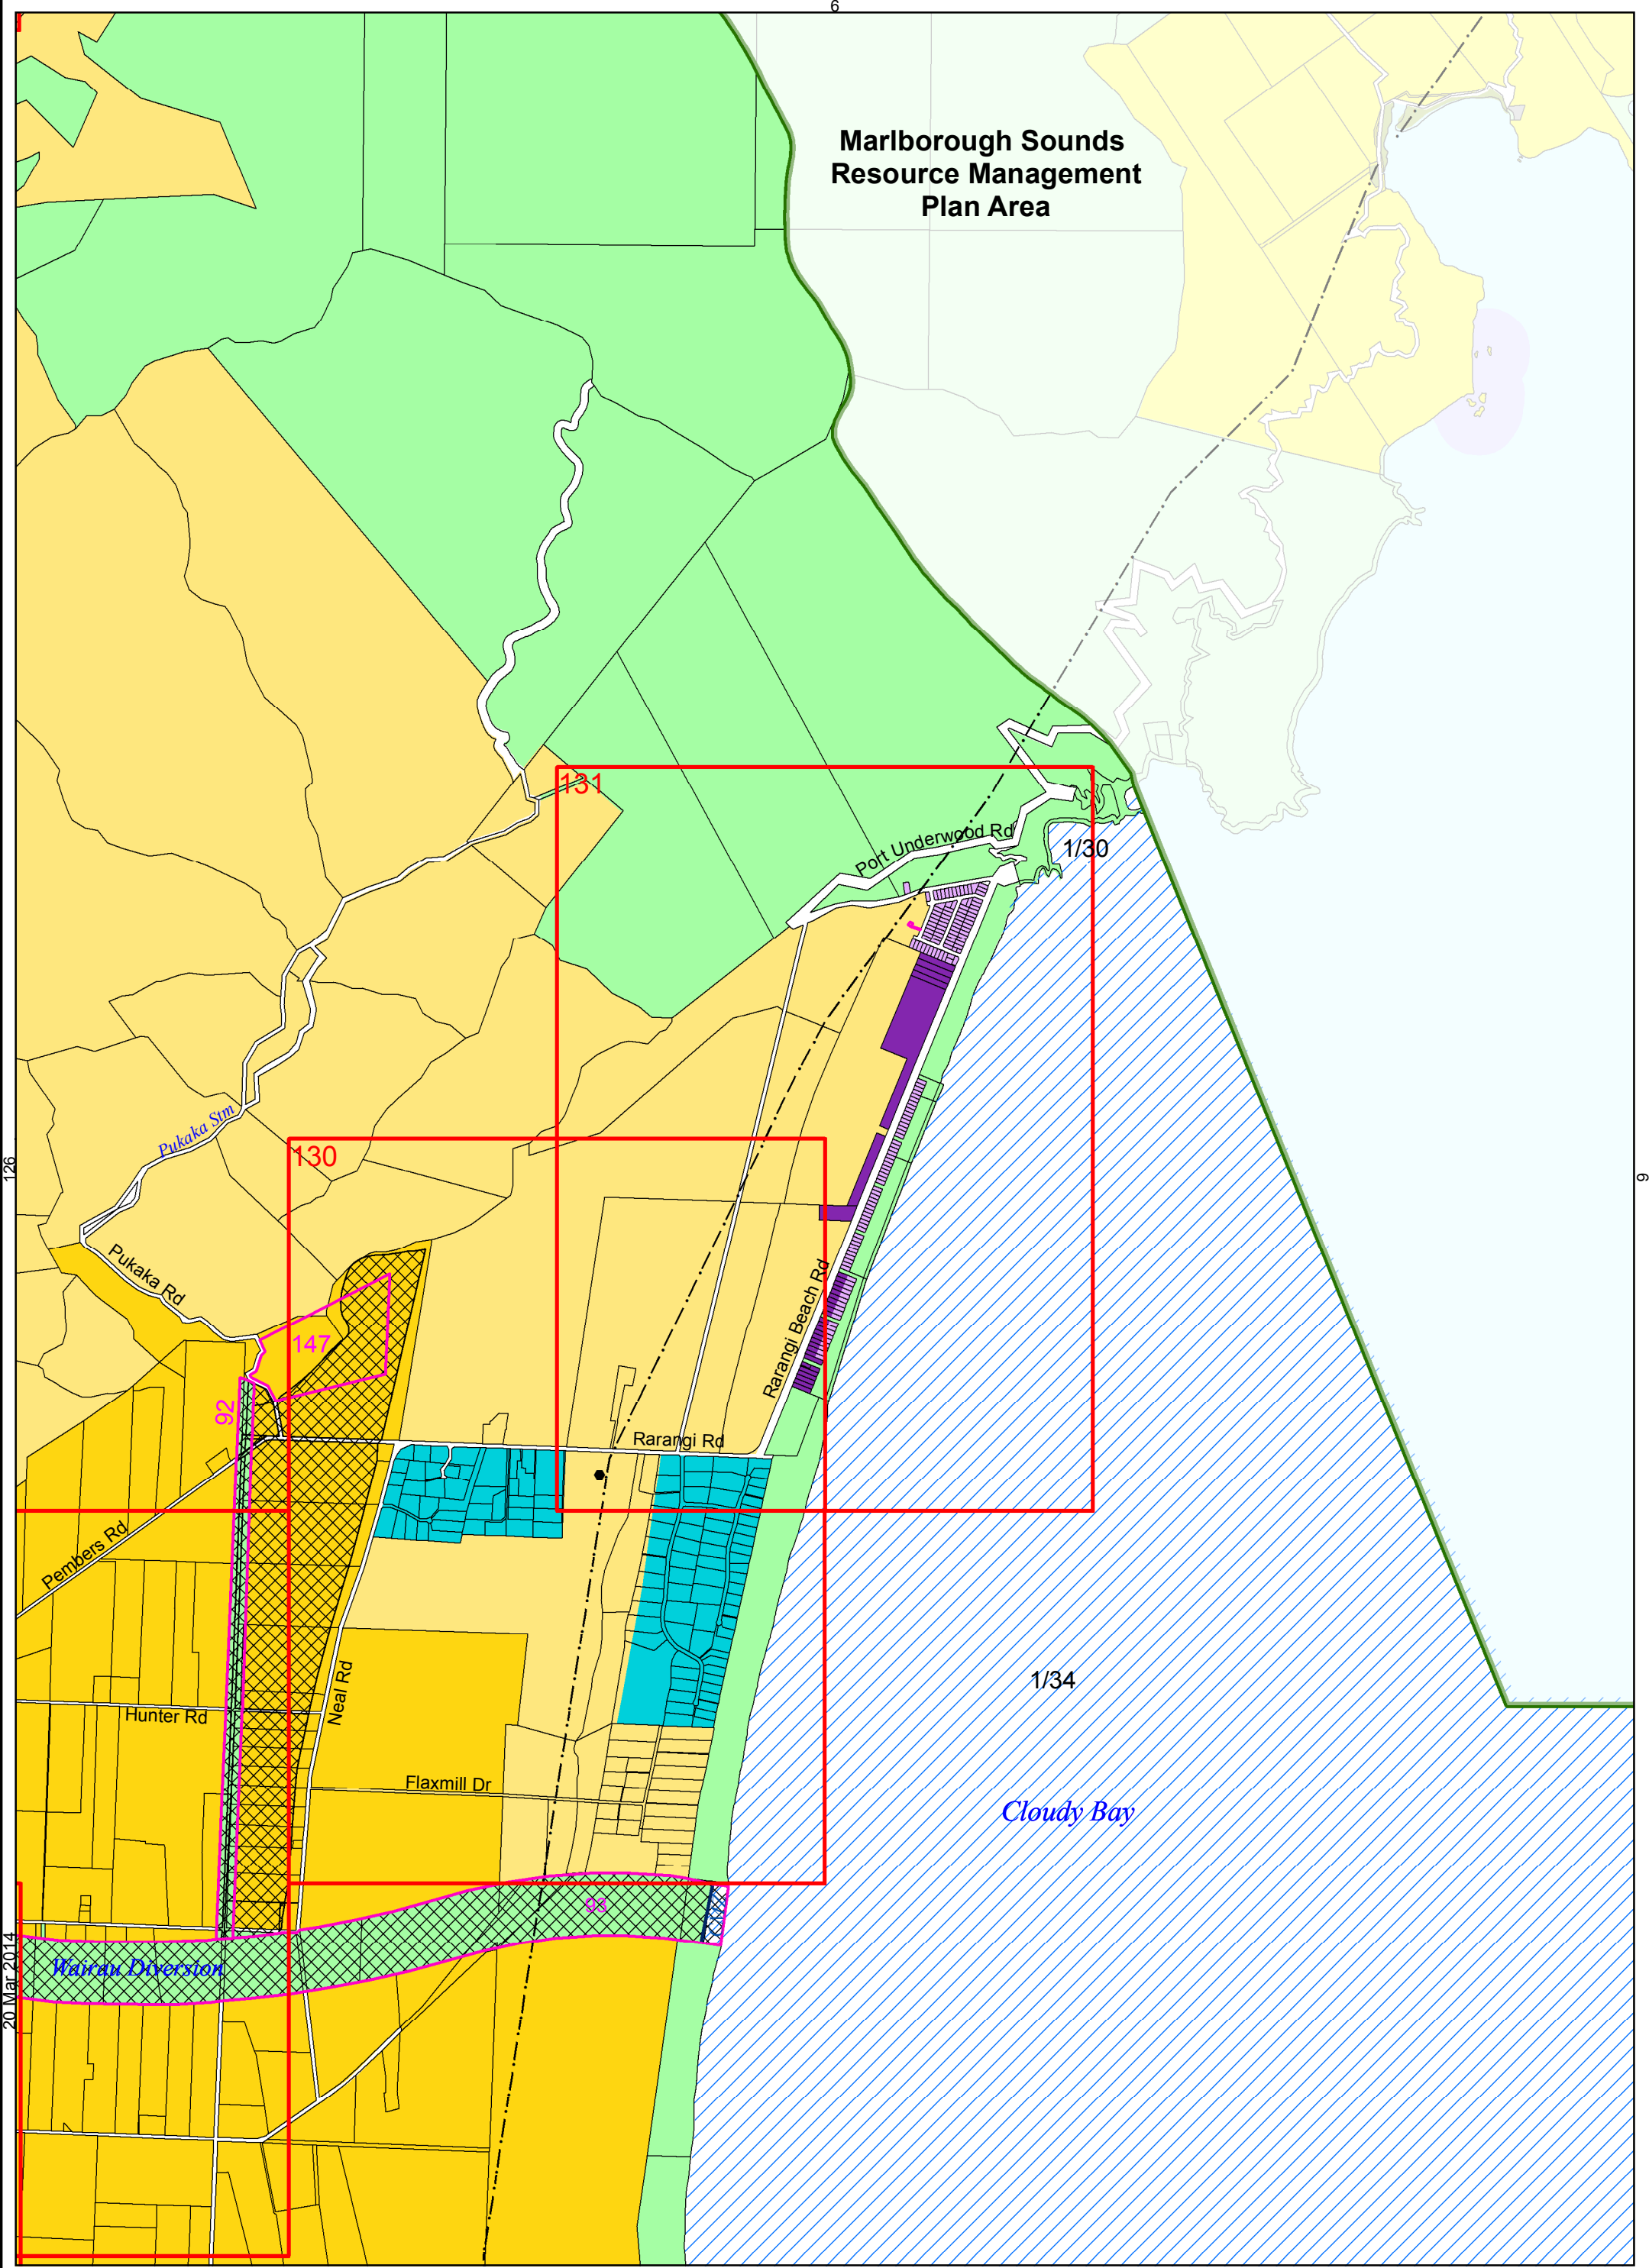 6
Marlborough Sounds
Resource Management
Plan Area
131
Port Underwood Rd
1/30
Pukaka Stm
130
126
9
Pukaka Rd
Rarangi Beach Rd
147
92
Rarangi Rd
Pembers Rd
Neal Rd
1/34
Hunter Rd
Flaxmill Dr
Cloudy Bay
93
Wairau Diversion
20 Mar 2014